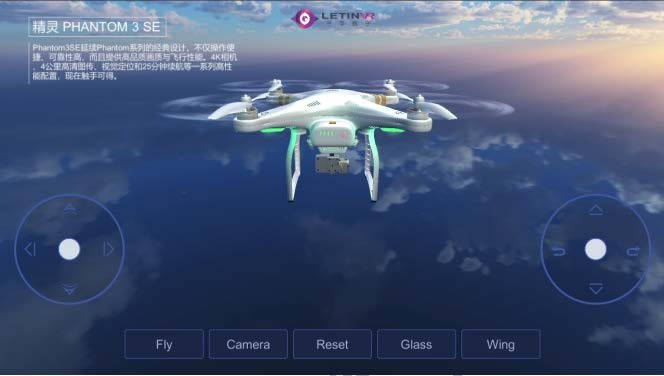 精灵 PHANTOM 3 SE
LETINVR
Phantom3SE延续Phantom系列的经典设计，不仅操作便
捷、可靠性高，而且提供高品质画质与飞行性能。4K相机
，4公里高清图传、视觉定位和25分钟续航等一系列高性
能配置，现在触手可得。
Fly
Camera
Reset
Glass
Wing